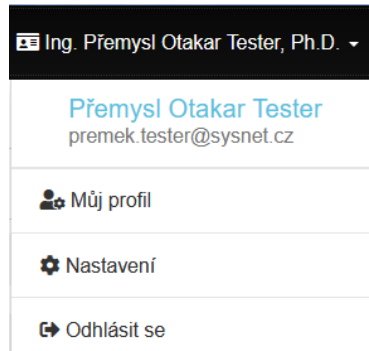 Ing. Přemysl Otakar Tester, Ph.D.
Přemysl Otakar Tester
premek.tester@sysnet.cz
Můj profil
Nastavení
Odhlásit se